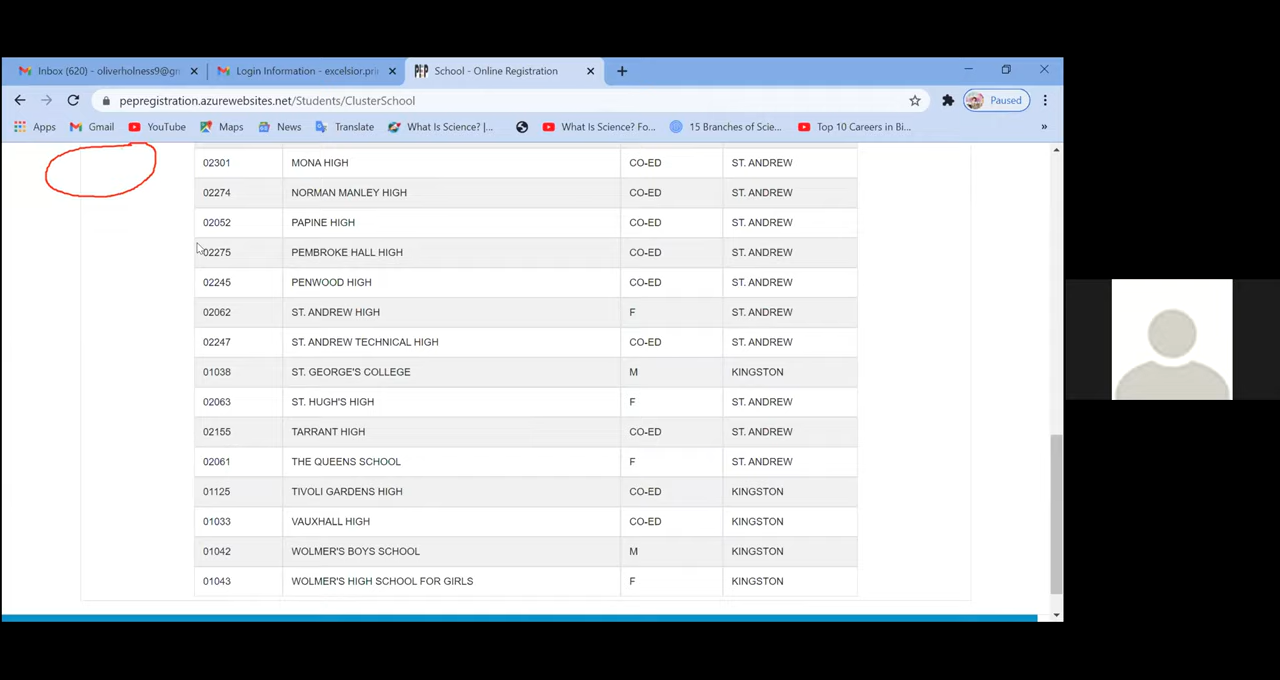 Inbox (620) - oliverholness9@gm
Login Information - excelsior.pri
PEP School - Online Registration
pepregistration.azurewebsites.net/Students/ClusterSchool
Paused
Apps Gmail YouTube Maps News Translate What Is Science? |... What Is Science? Fo... 15 Branches of Scie... Top 10 Careers in Bi... »
02301 MONA HIGH CO-ED ST. ANDREW
02274 NORMAN MANLEY HIGH CO-ED ST. ANDREW
02052 PAPINE HIGH CO-ED ST. ANDREW
02275 PEMBROKE HALL HIGH CO-ED ST. ANDREW
02245 PENWOOD HIGH CO-ED ST. ANDREW
02062 ST. ANDREW HIGH F ST. ANDREW
02247 ST. ANDREW TECHNICAL HIGH CO-ED ST. ANDREW
01038 ST. GEORGE'S COLLEGE M KINGSTON
02063 ST. HUGH'S HIGH F ST. ANDREW
02155 TARRANT HIGH CO-ED ST. ANDREW
02061 THE QUEENS SCHOOL F ST. ANDREW
01125 TIVOLI GARDENS HIGH CO-ED KINGSTON
01033 VAUXHALL HIGH CO-ED KINGSTON
01042 WOLMER'S BOYS SCHOOL M KINGSTON
01043 WOLMER'S HIGH SCHOOL FOR GIRLS F KINGSTON